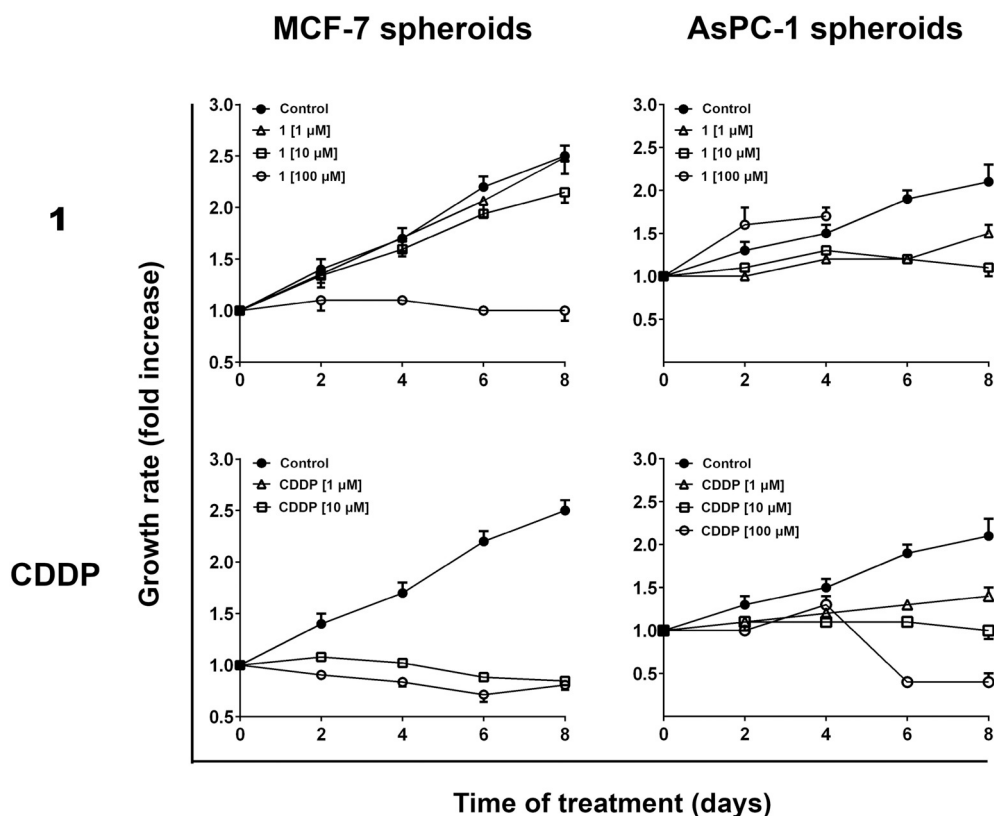 MCF-7 spheroids
AsPC-1 spheroids
1
CDDP
Growth rate (fold increase)
3.0
2.5
2.0
1.5
1.0
0.5
0 2 4 6 8
Control
1 [1 µM]
1 [10 µM]
1 [100 µM]
3.0
2.5
2.0
1.5
1.0
0.5
0 2 4 6 8
Control
1 [1 µM]
1 [10 µM]
1 [100 µM]
3.0
2.5
2.0
1.5
1.0
0.5
0 2 4 6 8
Control
CDDP [1 µM]
CDDP [10 µM]
3.0
2.5
2.0
1.5
1.0
0.5
0 2 4 6 8
Control
CDDP [1 µM]
CDDP [10 µM]
CDDP [100 µM]
Time of treatment (days)